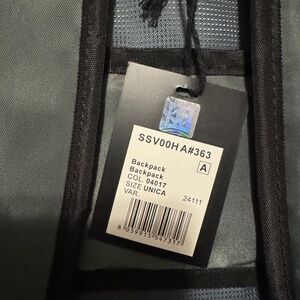 SSV00H A#363
A
Backpack
Backpack
COL. 04017
SIZE UNICA
VAR.
24111